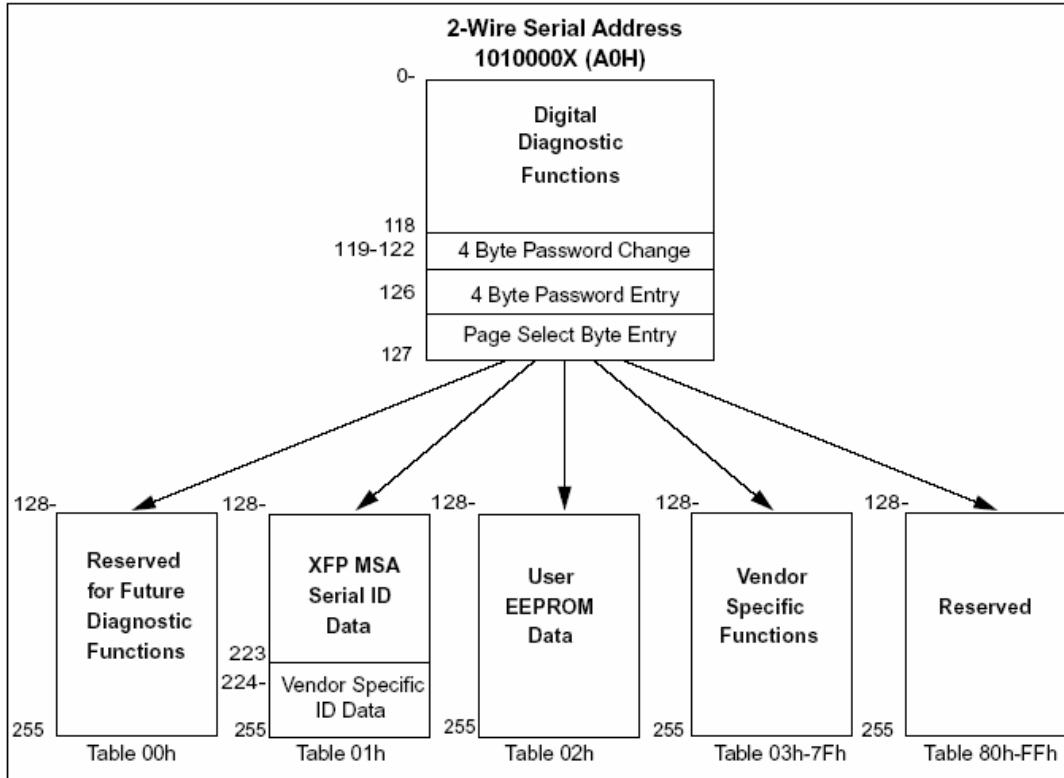 2-Wire Serial Address
1010000X (A0H)
0-
Digital
Diagnostic
Functions
118
119-122
4 Byte Password Change
126
4 Byte Password Entry
Page Select Byte Entry
127
128-
Reserved
for Future
Diagnostic
Functions
255
Table 00h
128-
XFP MSA
Serial ID
Data
223
224-
Vendor Specific
ID Data
255
Table 01h
128-
User
EEPROM
Data
255
Table 02h
128-
Vendor
Specific
Functions
255
Table 03h-7Fh
128-
Reserved
255
Table 80h-FFh